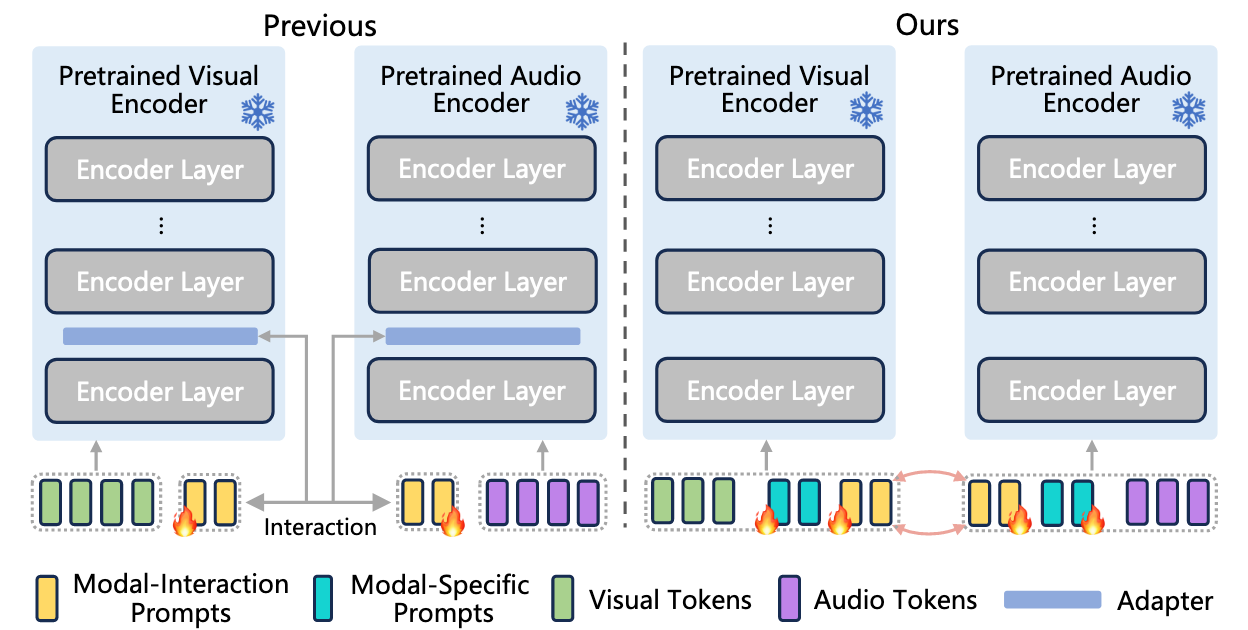 Previous
Ours
Pretrained Visual
Encoder
Pretrained Audio
Encoder
Pretrained Visual
Encoder
Pretrained Audio
Encoder
Encoder Layer
Encoder Layer
Encoder Layer
Encoder Layer
⋮
⋮
⋮
⋮
Encoder Layer
Encoder Layer
Encoder Layer
Encoder Layer
Encoder Layer
Encoder Layer
Encoder Layer
Encoder Layer
Interaction
Modal-Interaction
Prompts
Modal-Specific
Prompts
Visual Tokens
Audio Tokens
Adapter